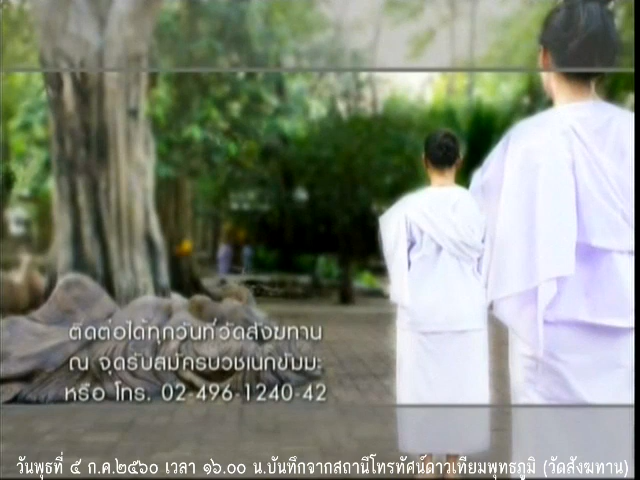 ติดต่อได้ทุกวันที่วัดสังฆทาน
ณ จุดรับสมัครบวชเนกขัมมะ
หรือ โทร. 02-496-1240-42
วันพุธที่ ๕ ก.ค.๒๕๖๐ เวลา ๑๖.๐๐ น.บันทึกจากสถานีโทรทัศน์ดาวเทียมพุทธภูมิ (วัดสังฆทาน)